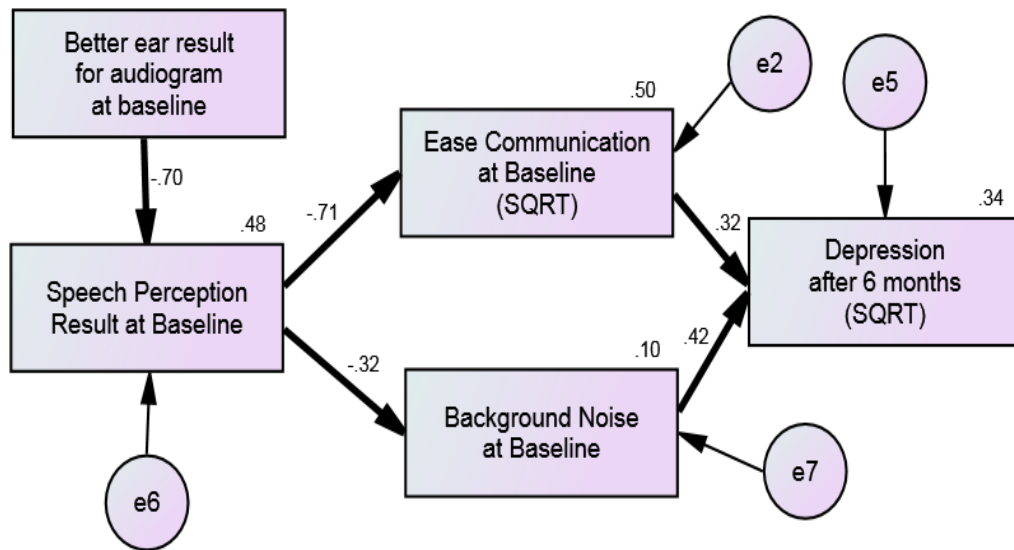 Better ear result
for audiogram
at baseline
-.70
.48
Speech Perception
Result at Baseline
e6
-.71
-.32
.50
Ease Communication
at Baseline
(SQRT)
e2
.10
Background Noise
at Baseline
e7
.32
.42
e5
.34
Depression
after 6 months
(SQRT)